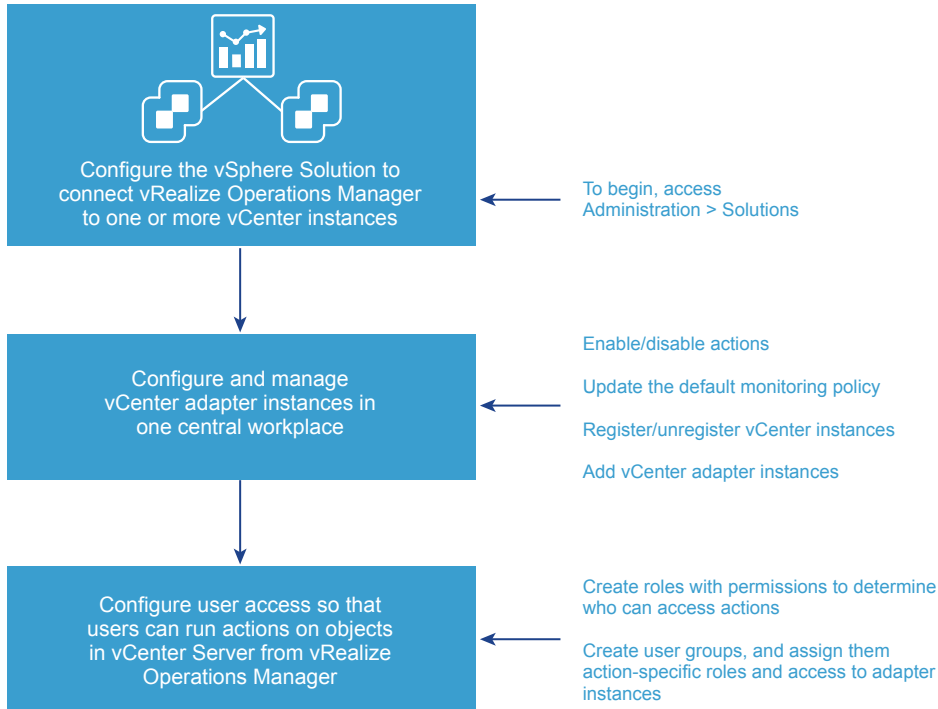 Configure the vSphere Solution to
connect vRealize Operations Manager
to one or more vCenter instances
To begin, access
Administration > Solutions
Configure and manage
vCenter adapter instances in
one central workplace
Enable/disable actions
Update the default monitoring policy
Register/unregister vCenter instances
Add vCenter adapter instances
Configure user access so that
users can run actions on objects
in vCenter Server from vRealize
Operations Manager
Create roles with permissions to determine
who can access actions
Create user groups, and assign them
action-specific roles and access to adapter
instances